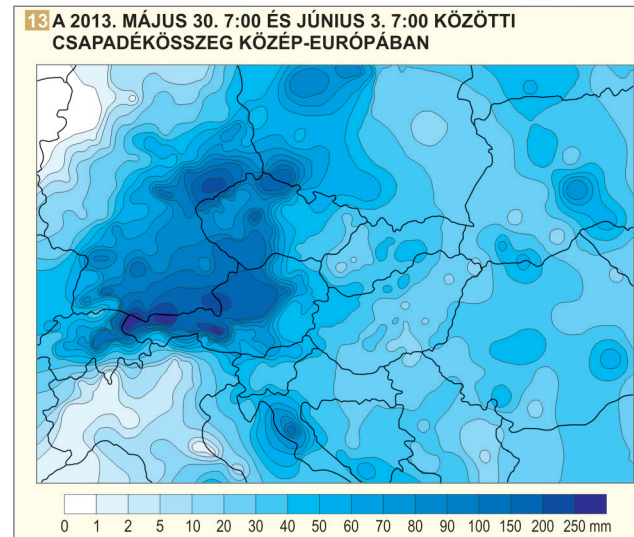 13 A 2013. MÁJUS 30. 7:00 ÉS JÚNIUS 3. 7:00 KÖZÖTTI
CSAPADÉKÖSSZEG KÖZÉP-EURÓPÁBAN
0 1 2 5 10 20 30 40 50 60 70 80 90 100 150 200 250 mm